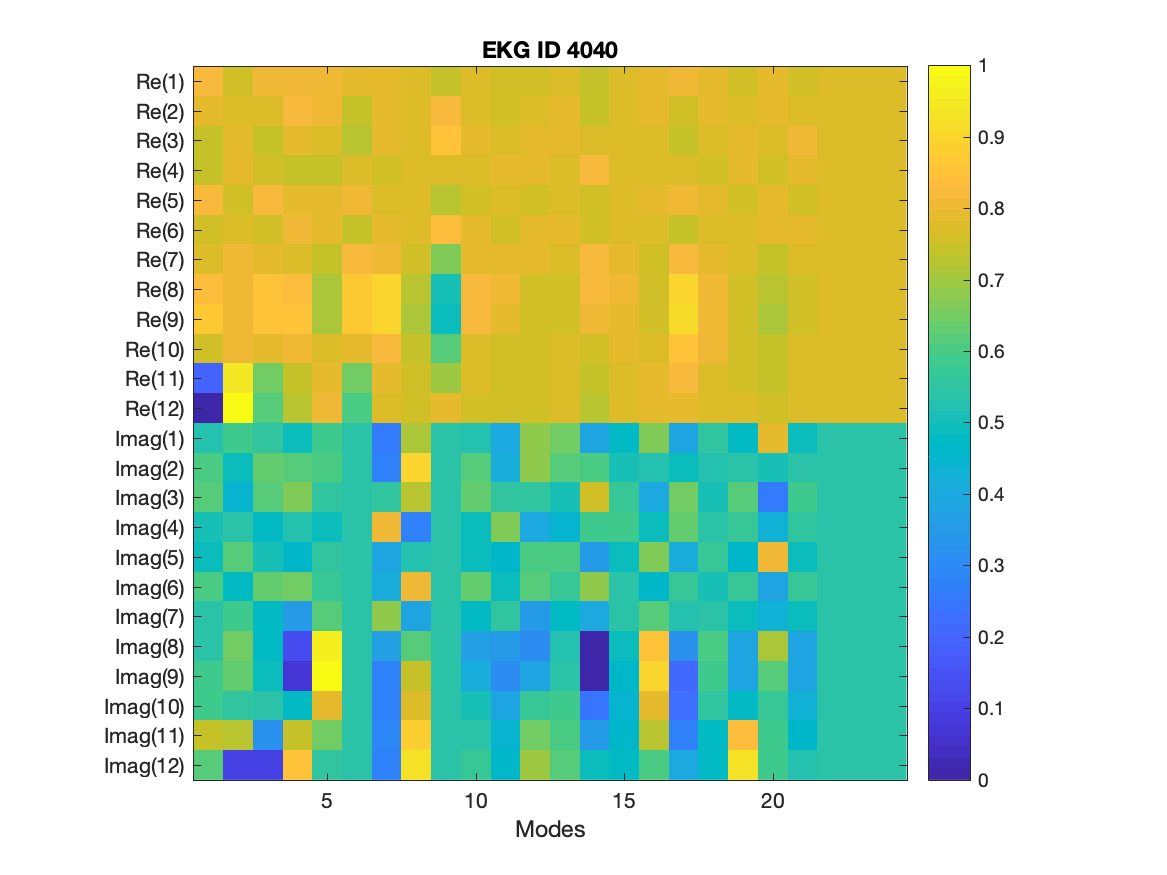 EKG ID 4040
Re(1)
Re(2)
Re(3)
Re(4)
Re(5)
Re(6)
Re(7)
Re(8)
Re(9)
Re(10)
Re(11)
Re(12)
Imag(1)
Imag(2)
Imag(3)
Imag(4)
Imag(5)
Imag(6)
Imag(7)
Imag(8)
Imag(9)
Imag(10)
Imag(11)
Imag(12)
5 10 15 20
Modes
1
0.9
0.8
0.7
0.6
0.5
0.4
0.3
0.2
0.1
0